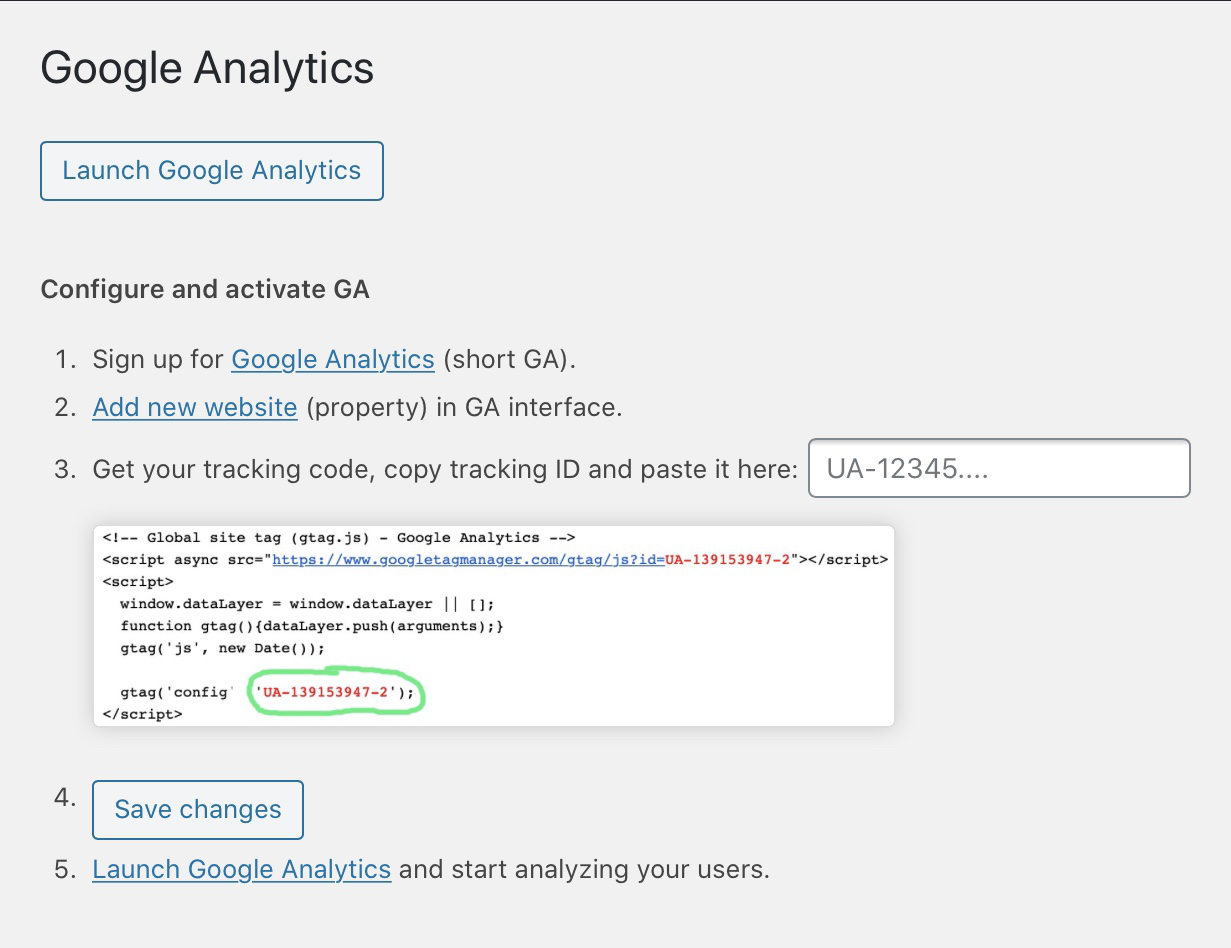 Google Analytics
Launch Google Analytics
Configure and activate GA
1. Sign up for Google Analytics (short GA).
2. Add new website (property) in GA interface.
3. Get your tracking code, copy tracking ID and paste it here: UA-12345....
<!-- Global site tag (gtag.js) - Google Analytics -->
<script async src="https://www.googletagmanager.com/gtag/js?id=UA-139153947-2"></script>
<script>
  window.dataLayer = window.dataLayer || [];
  function gtag(){dataLayer.push(arguments);}
  gtag('js', new Date());
  gtag('config' 'UA-139153947-2');
</script>
4. Save changes
5. Launch Google Analytics and start analyzing your users.